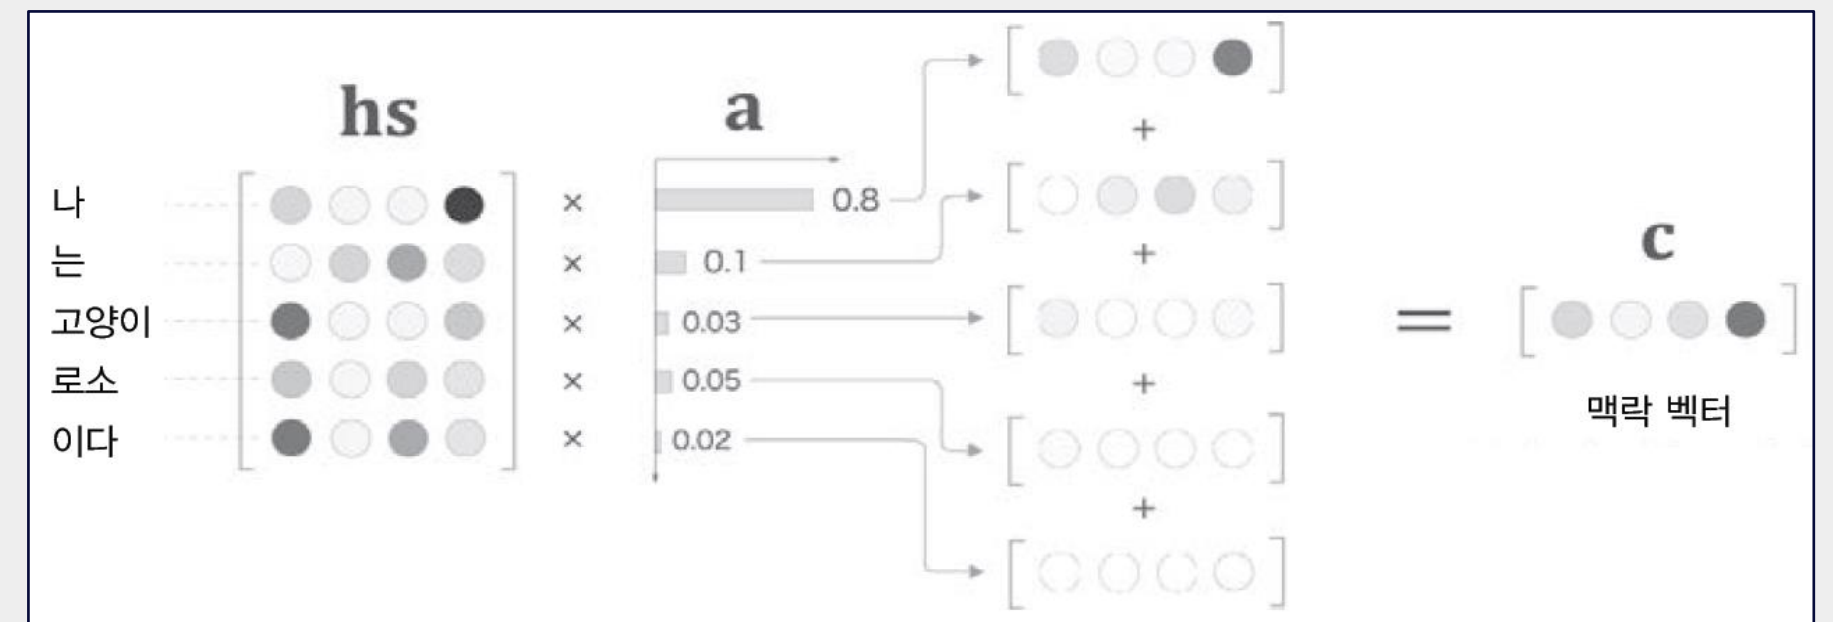 hs
a
나
×
0.8
는
×
0.1
고양이
×
0.03
로소
×
0.05
이다
×
0.02
+
+
+
+
=
c
맥락 벡터